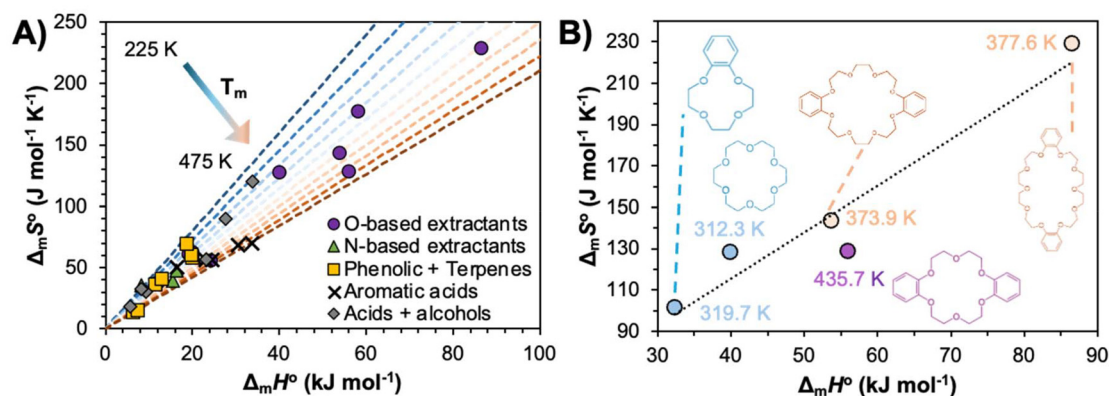 A)
250
200
150
100
50
0
ΔₘS° (J mol⁻¹ K⁻¹)
225 K
Tₘ
475 K
O-based extractants
N-based extractants
Phenolic + Terpenes
Aromatic acids
Acids + alcohols
0 20 40 60 80 100
ΔₘH° (kJ mol⁻¹)
B)
230
210
190
170
150
130
110
90
ΔₘS° (J mol⁻¹ K⁻¹)
377.6 K
312.3 K
373.9 K
435.7 K
319.7 K
30 40 50 60 70 80 90
ΔₘH° (kJ mol⁻¹)